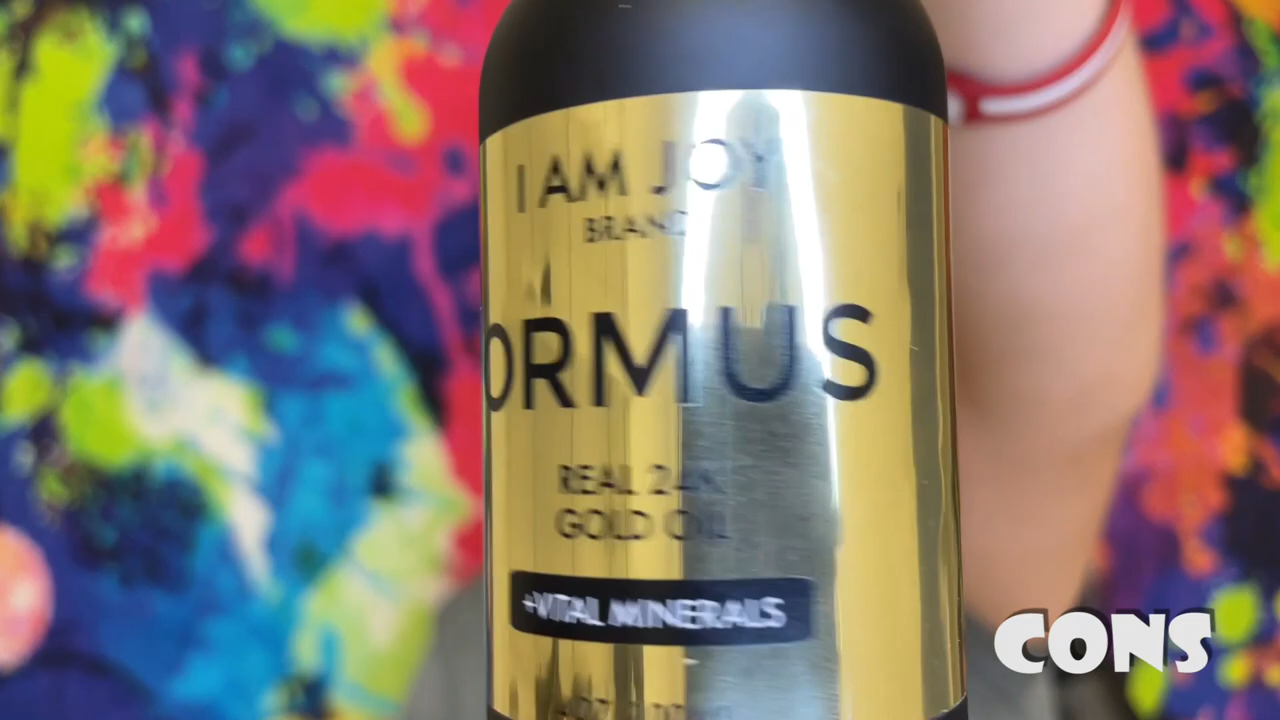 I AM JOY
BRAND
ORMUS
REAL 24K
GOLD OIL
+VITAL MINERALS
CONS